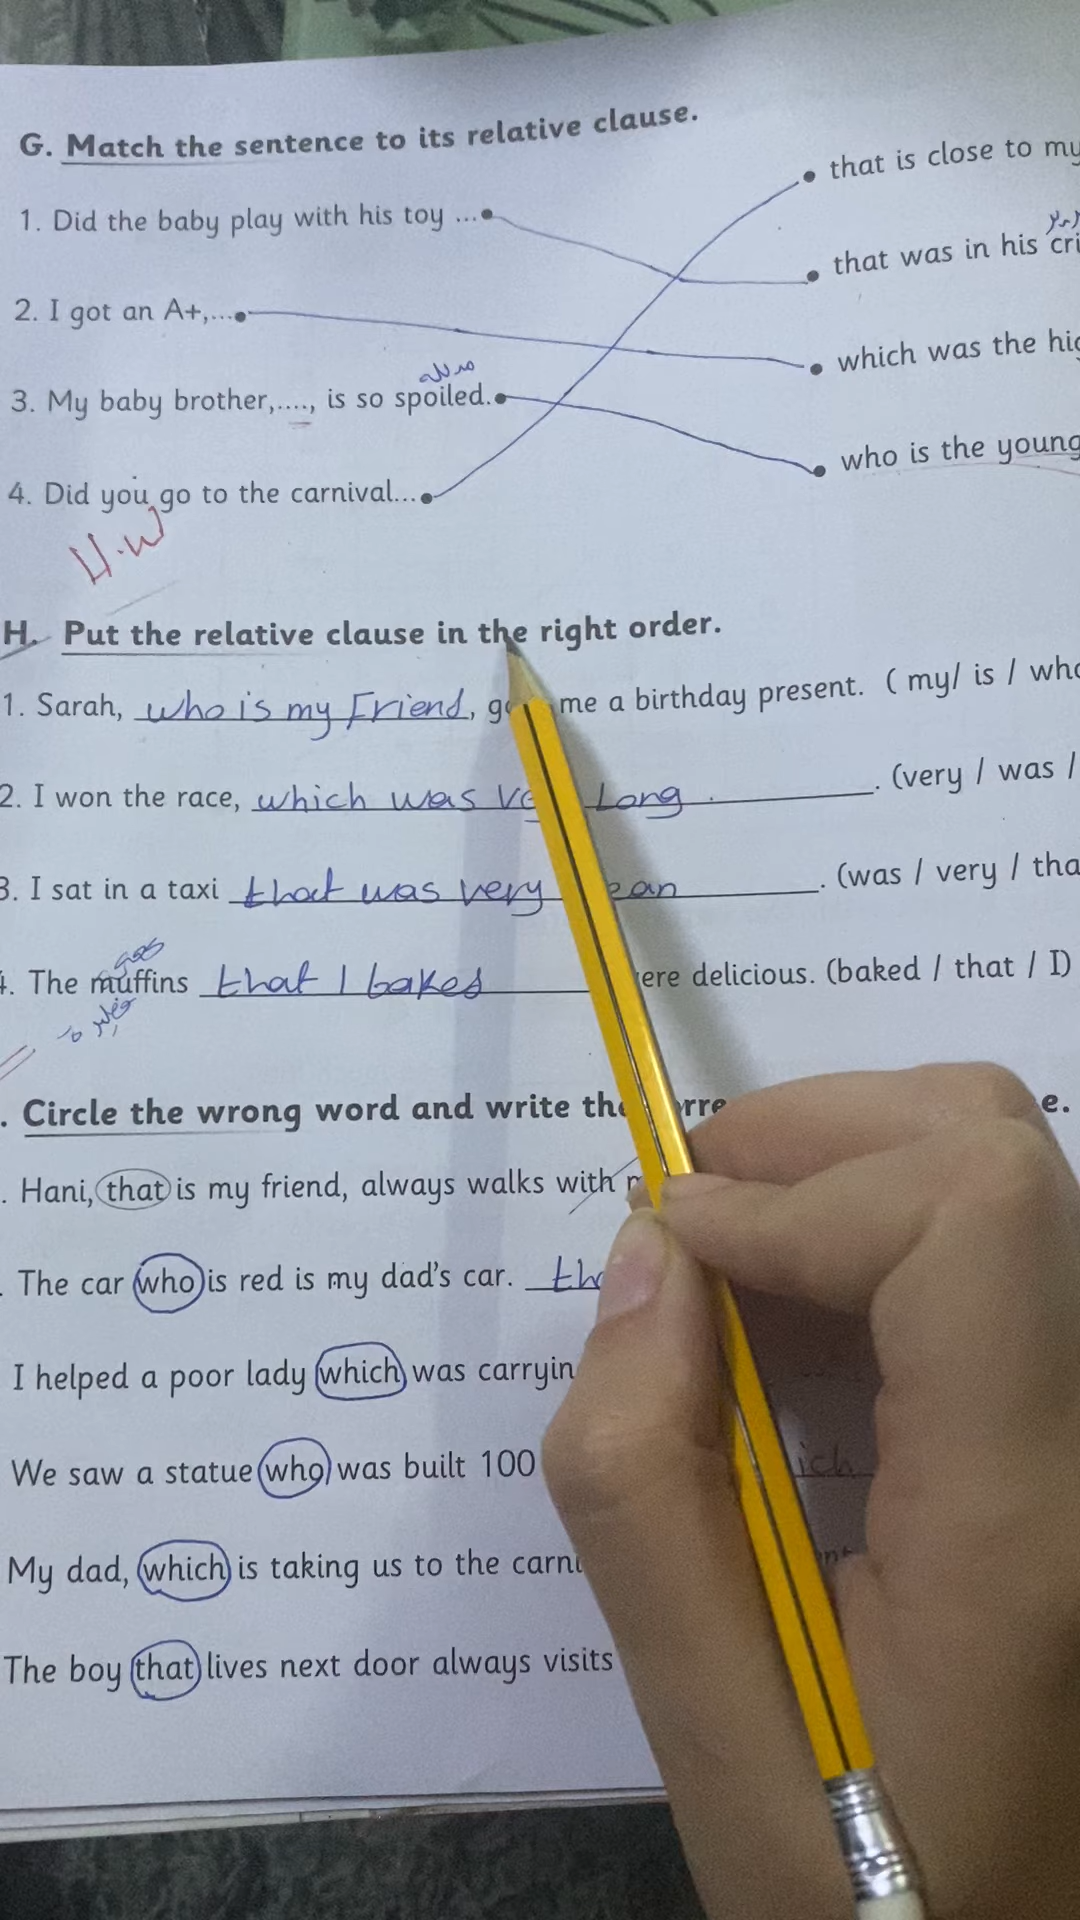 G. Match the sentence to its relative clause.
1. Did the baby play with his toy ...
that is close to my
2. I got an A+,...
that was in his cri
3. My baby brother,...., is so spoiled.
مدلله
which was the hig
4. Did you go to the carnival...
who is the young
H.W
H. Put the relative clause in the right order.
1. Sarah, who is my Friend, me a birthday present. ( my/ is / who
2. I won the race, which was Long . (very / was /
3. I sat in a taxi that was very . (was / very / tha
4. The muffins that I bakes ere delicious. (baked / that / I)
. Circle the wrong word and write the e.
. Hani, that is my friend, always walks with
. The car who is red is my dad's car.
I helped a poor lady which was carryin
We saw a statue who was built 100 ich
My dad, which is taking us to the carni
The boy that lives next door always visits